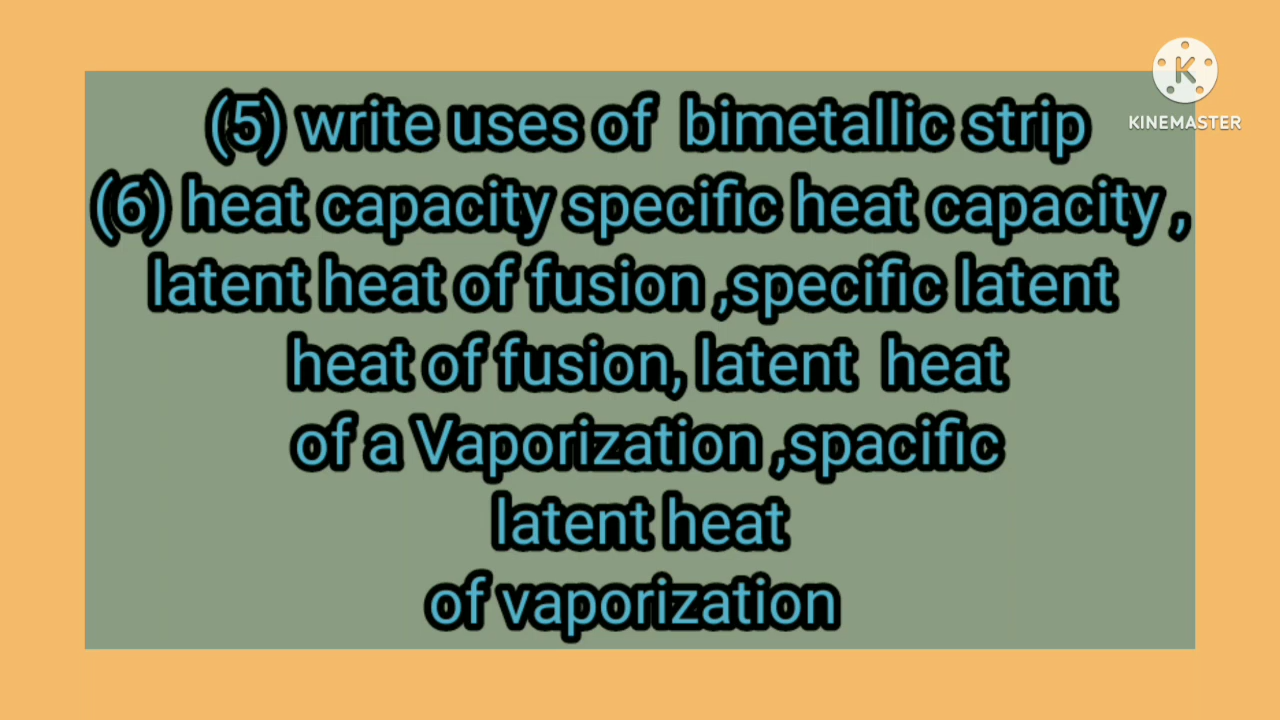 (5) write uses of bimetallic strip
(6) heat capacity specific heat capacity ,
latent heat of fusion ,specific latent
heat of fusion, latent heat
of a Vaporization ,spacific
latent heat
of vaporization
K
KINEMASTER